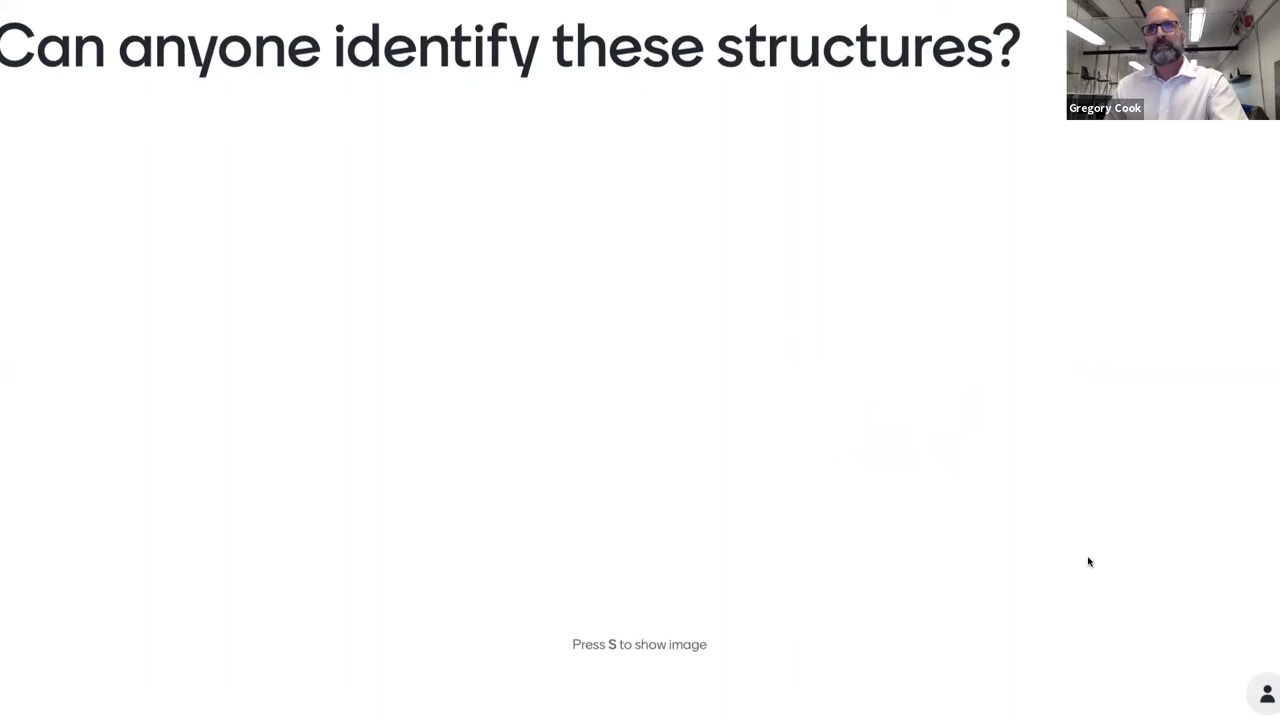 Can anyone identify these structures?
Gregory Cook
Press S to show image